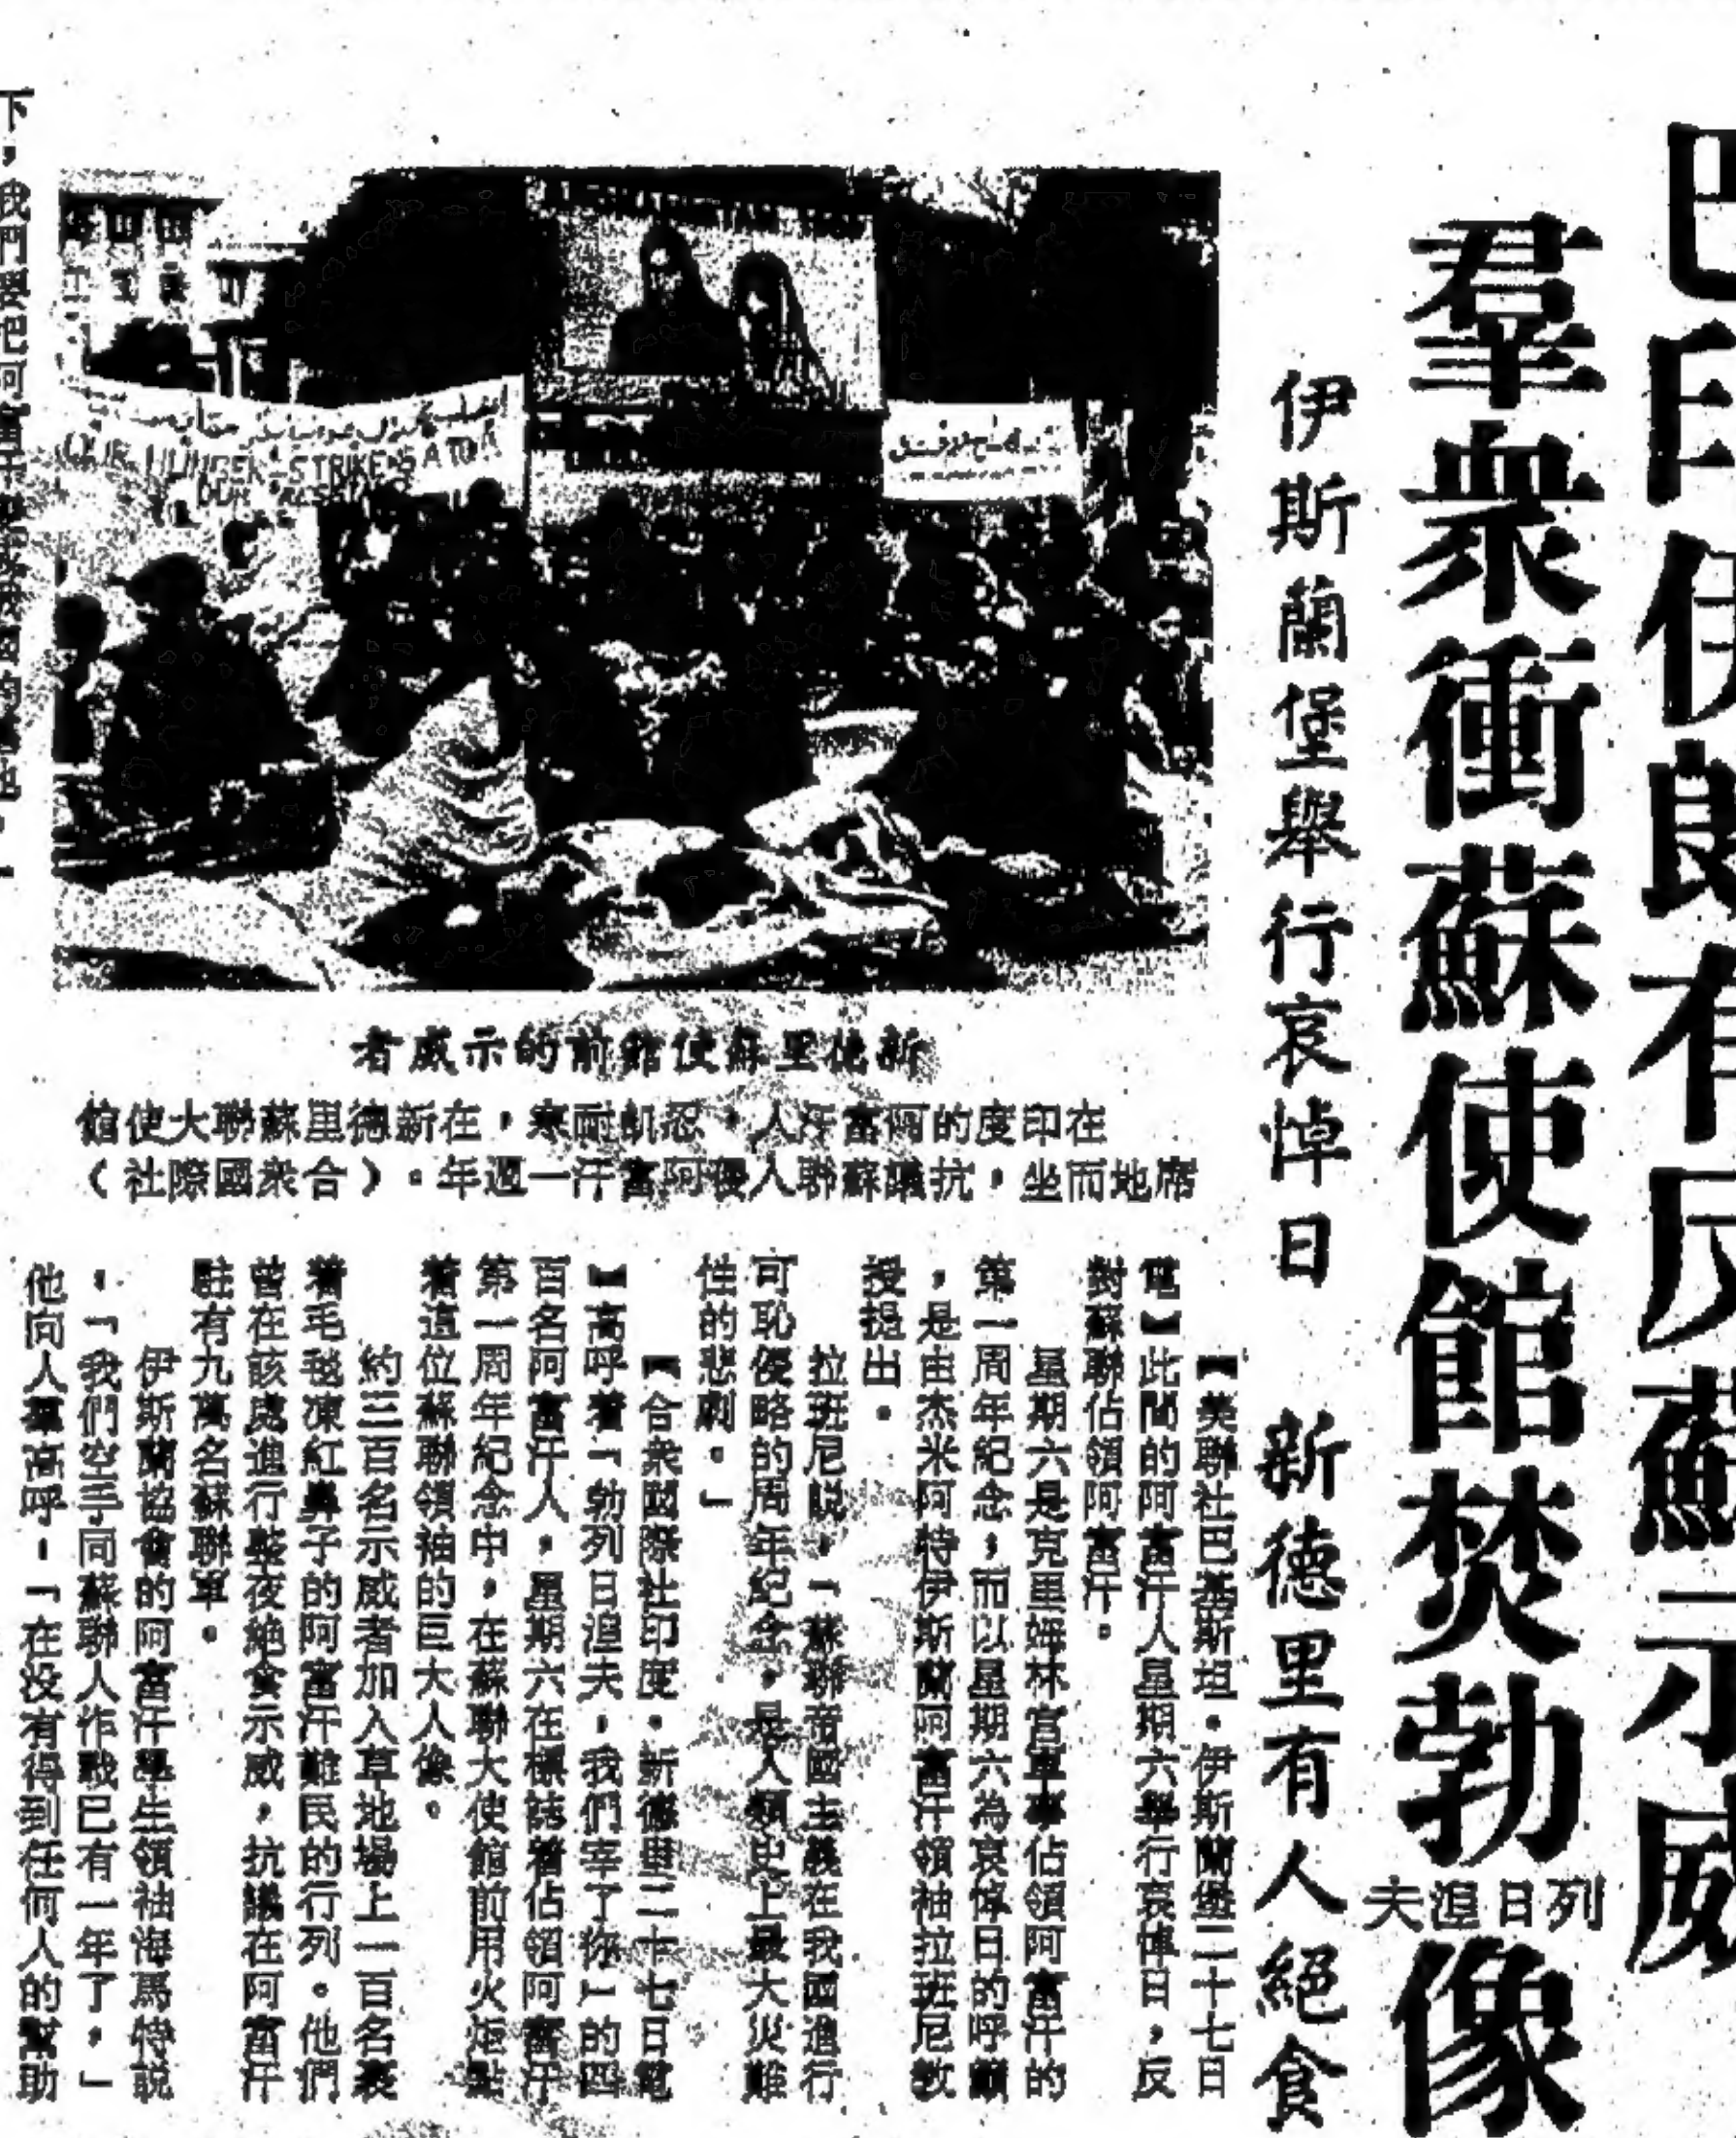 巴印伊朗有反蘇示威
羣衆衝蘇使館焚勃列日湼夫像
伊斯蘭堡舉行哀悼日　新德里有人絕食
OUR HUNGER-STRIKE
新德里蘇使館前的示威者
在印度的阿富汗人，忍飢耐寒，在新德里蘇聯大使館
席地而坐，抗議蘇聯人侵阿富汗一週年。（合衆國際社）
【美聯社巴基斯坦・伊斯蘭堡二十七日
電】此間的阿富汗人星期六舉行哀悼日，反
對蘇聯佔領阿富汗。
星期六是克里姆林宮軍事佔領阿富汗的
第一周年紀念，而以星期六為哀悼日的呼籲
，是由杰米阿特伊斯蘭阿富汗領袖拉班尼教
授提出。
拉班尼説，「蘇聯帝國主義在我國進行
可恥侵略的周年紀念，是人類史上最大災難
性的悲劇。」
【合衆國際社印度・新德里二十七日電
】高呼着「勃列日湼夫，我們宰了你」的四
百名阿富汗人，星期六在標誌着佔領阿富汗
第一周年紀念中，在蘇聯大使館前用火炬點
着這位蘇聯領袖的巨大人像。
約三百名示威者加入草地場上一百名裹
着毛毯凍紅鼻子的阿富汗難民的行列。他們
曾在該處進行整夜絶食示威，抗議在阿富汗
駐有九萬名蘇聯軍。
伊斯蘭協會的阿富汗學生領袖海馬特説
，「我們空手同蘇聯人作戰已有一年了，」
他向人羣高呼，「在没有得到任何人的幫助
下，我們要把阿富汗